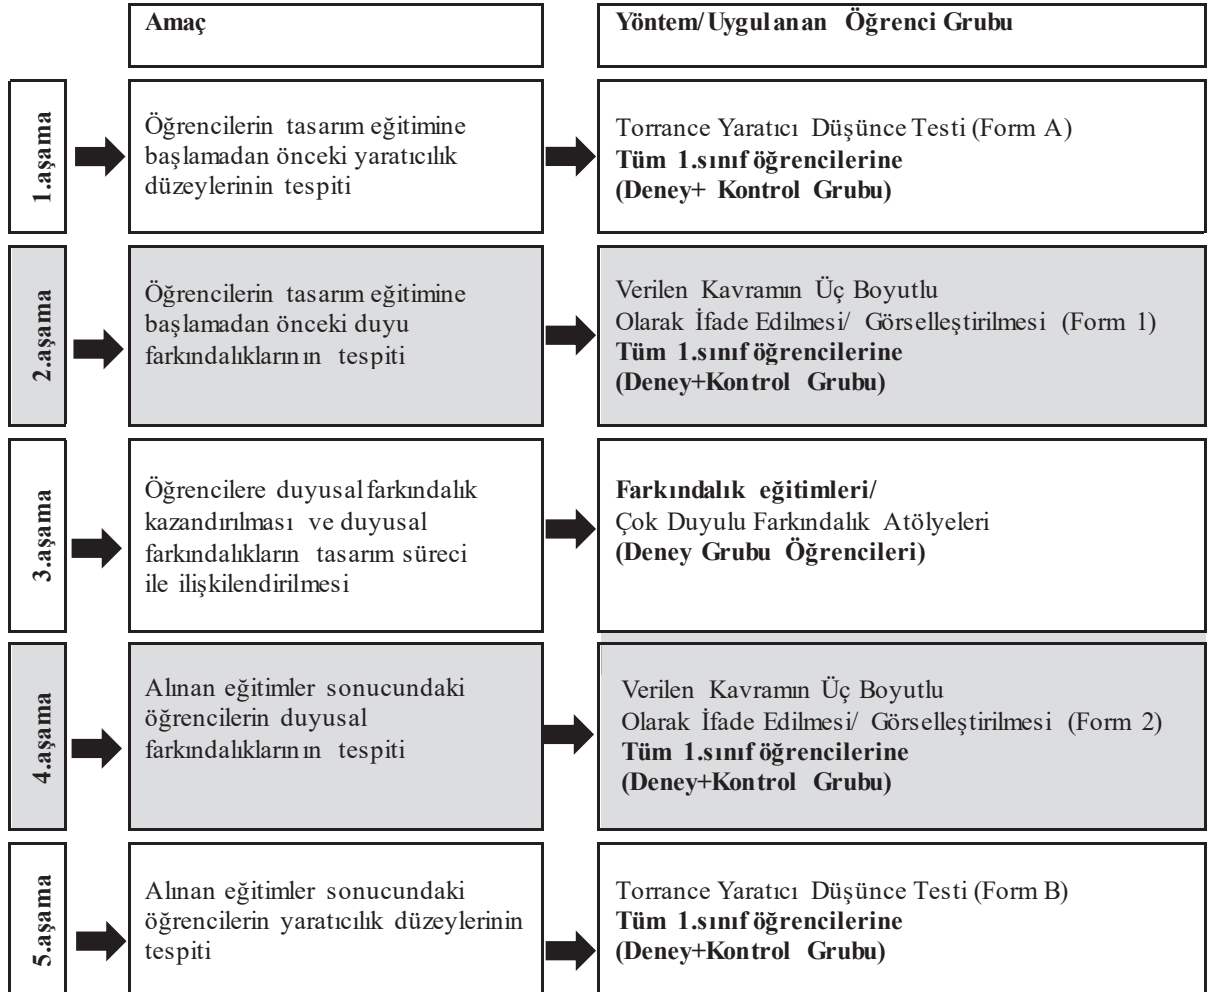 Amaç
Yöntem/Uygulanan Öğrenci Grubu
1.aşama
Öğrencilerin tasarım eğitimine
başlamadan önceki yaratıcılık
düzeylerinin tespiti
Torrance Yaratıcı Düşünce Testi (Form A)
Tüm 1.sınıf öğrencilerine
(Deney+ Kontrol Grubu)
2.aşama
Öğrencilerin tasarım eğitimine
başlamadan önceki duyu
farkındalıklarının tespiti
Verilen Kavramın Üç Boyutlu
Olarak İfade Edilmesi/ Görselleştirilmesi (Form 1)
Tüm 1.sınıf öğrencilerine
(Deney+Kontrol Grubu)
3.aşama
Öğrencilere duyusal farkındalık
kazandırılması ve duyusal
farkındalıkların tasarım süreci
ile ilişkilendirilmesi
Farkındalık eğitimleri/
Çok Duyulu Farkındalık Atölyeleri
(Deney Grubu Öğrencileri)
4.aşama
Alınan eğitimler sonucundaki
öğrencilerin duyusal
farkındalıklarının tespiti
Verilen Kavramın Üç Boyutlu
Olarak İfade Edilmesi/ Görselleştirilmesi (Form 2)
Tüm 1.sınıf öğrencilerine
(Deney+Kontrol Grubu)
5.aşama
Alınan eğitimler sonucundaki
öğrencilerin yaratıcılık düzeylerinin
tespiti
Torrance Yaratıcı Düşünce Testi (Form B)
Tüm 1.sınıf öğrencilerine
(Deney+Kontrol Grubu)